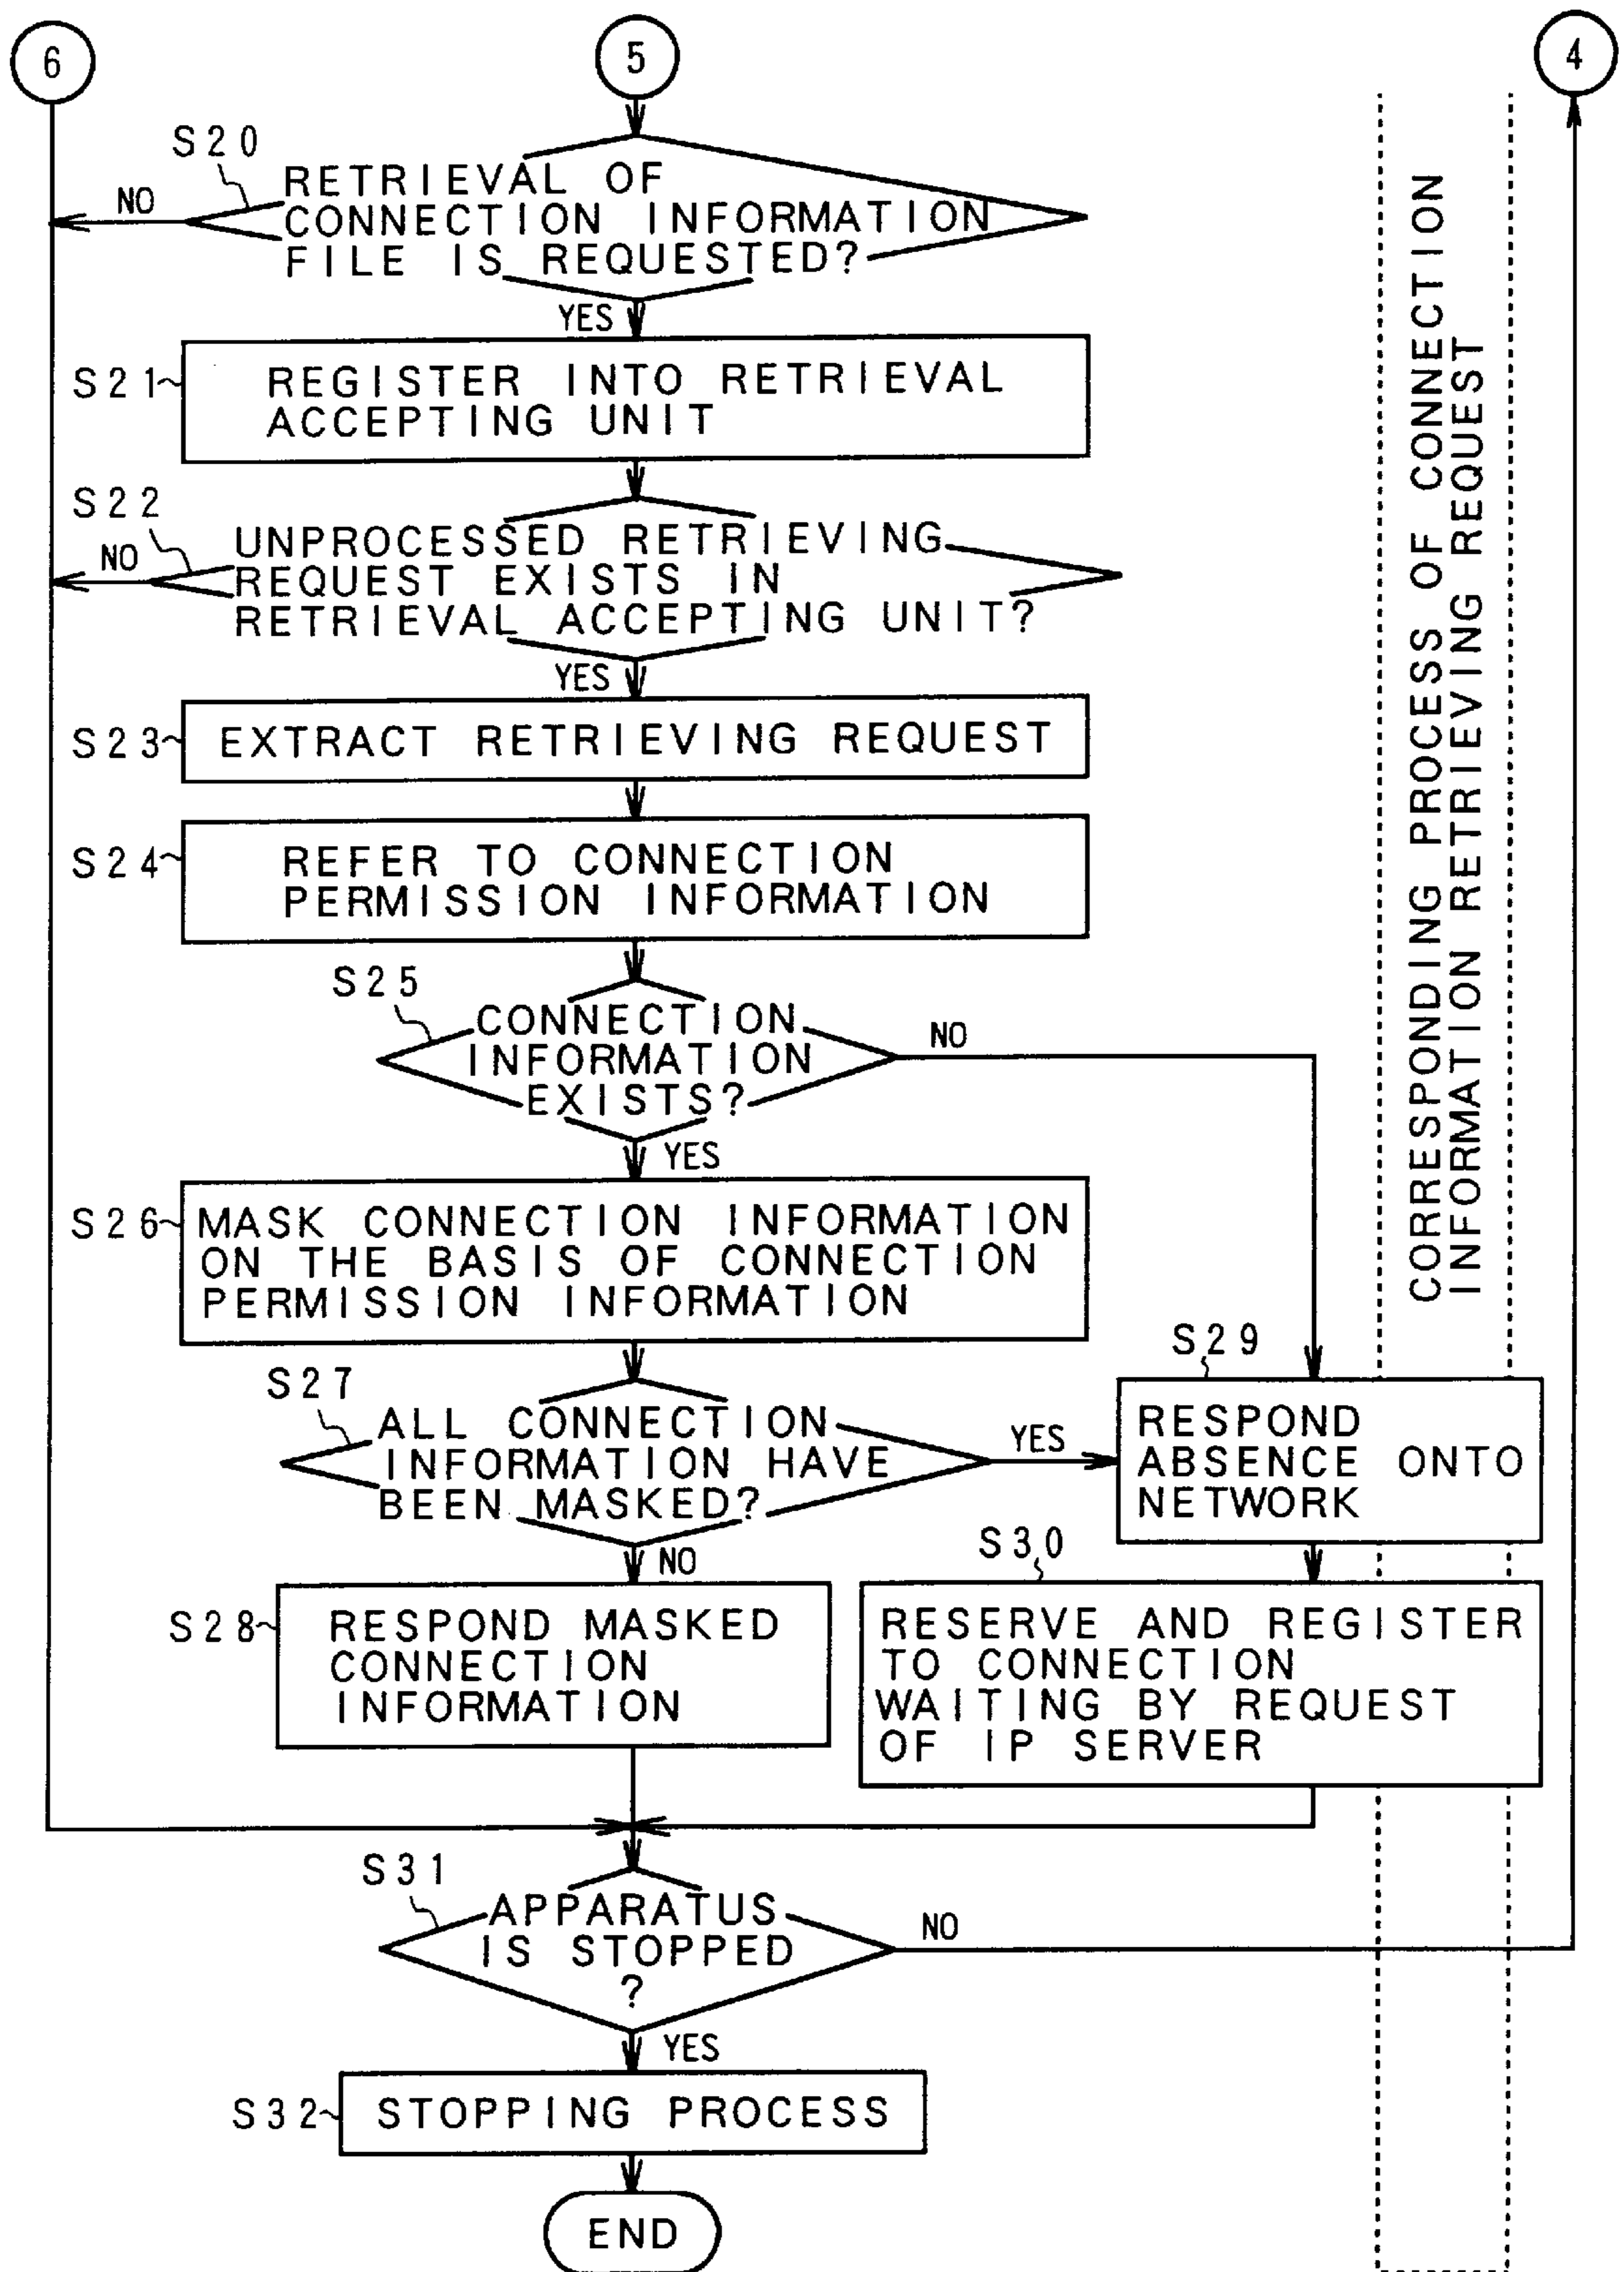 6
5
4
S20
RETRIEVAL OF
CONNECTION INFORMATION
FILE IS REQUESTED?
NO
YES
S21
REGISTER INTO RETRIEVAL
ACCEPTING UNIT
S22
UNPROCESSED RETRIEVING
REQUEST EXISTS IN
RETRIEVAL ACCEPTING UNIT?
NO
YES
S23
EXTRACT RETRIEVING REQUEST
S24
REFER TO CONNECTION
PERMISSION INFORMATION
S25
CONNECTION
INFORMATION
EXISTS?
NO
YES
S26
MASK CONNECTION INFORMATION
ON THE BASIS OF CONNECTION
PERMISSION INFORMATION
S27
ALL CONNECTION
INFORMATION HAVE
BEEN MASKED?
YES
NO
S29
RESPOND
ABSENCE ONTO
NETWORK
S28
RESPOND MASKED
CONNECTION
INFORMATION
S30
RESERVE AND REGISTER
TO CONNECTION
WAITING BY REQUEST
OF IP SERVER
S31
APPARATUS
IS STOPPED
?
NO
YES
S32
STOPPING PROCESS
END
CORRESPONDING PROCESS OF CONNECTION
INFORMATION RETRIEVING REQUEST